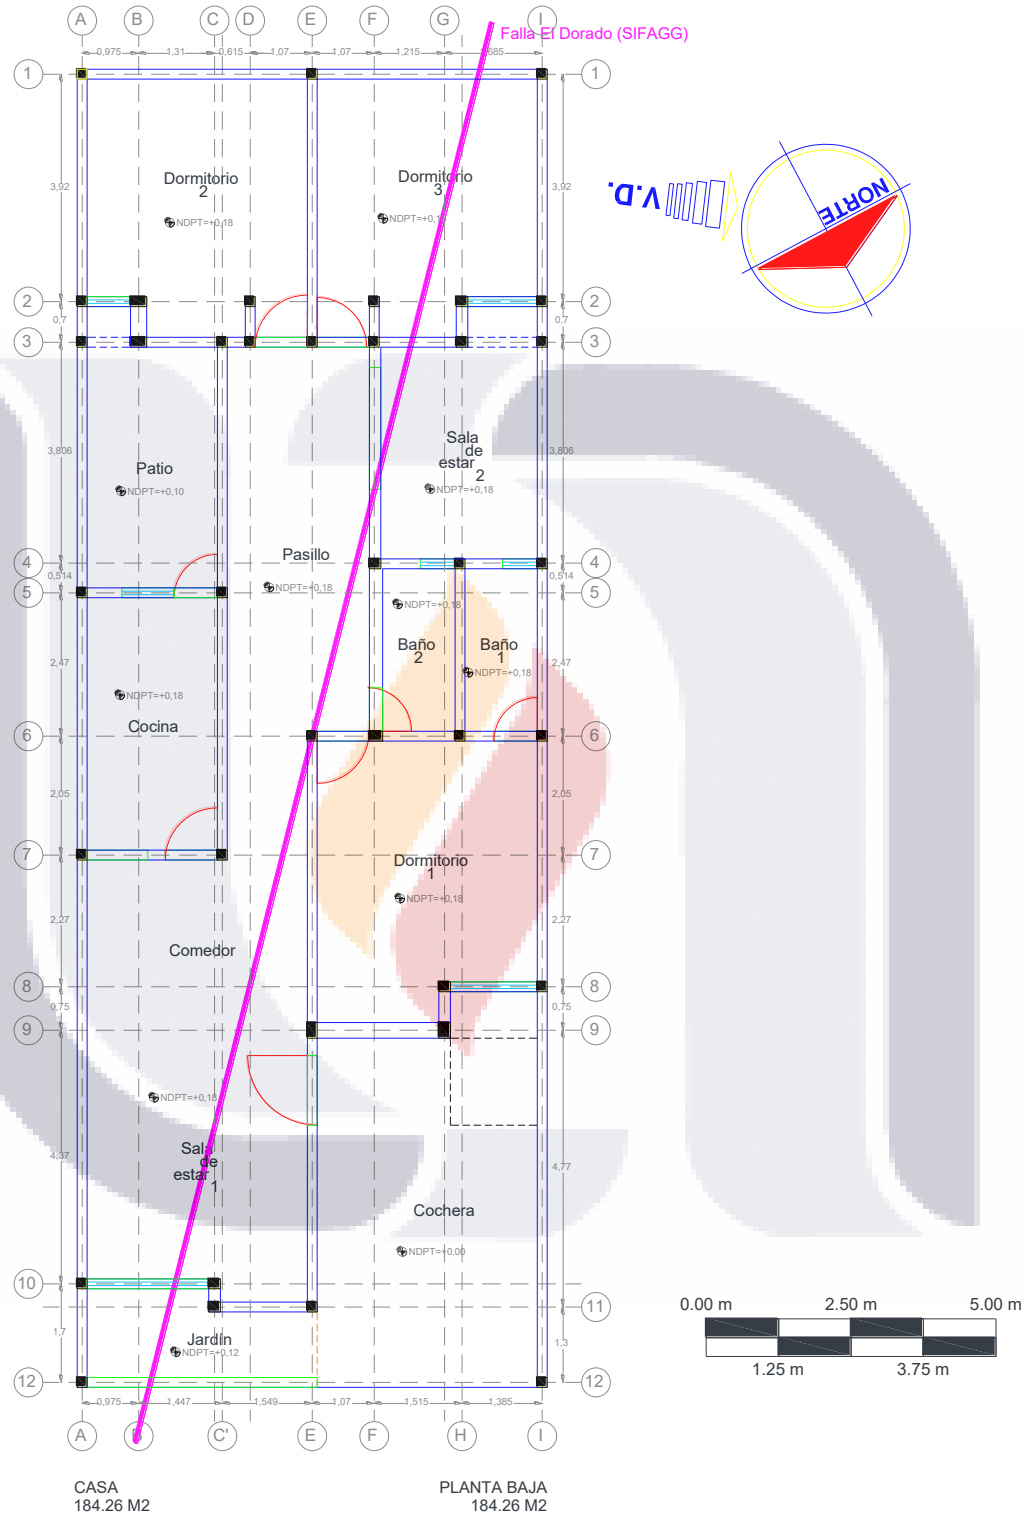 A B C D E F G I
Falla El Dorado (SIFAGG)
0,975 1,31 0,615 1,07 1,07 1,215 1,685
1 1
3,92 3,92
Dormitorio
2
NDPT=+0,18
Dormitorio
3
NDPT=+0,18
V.D.
NORTE
2 2
0,7 0,7
3 3
3,806 3,806
Patio
NDPT=+0,10
Sala
de
estar
2
NDPT=+0,18
Pasillo
NDPT=+0,18
4 4
0,514 0,514
5 5
NDPT=+0,18
Baño
2
Baño
1
NDPT=+0,18
2,47 2,47
NDPT=+0,18
Cocina
6 6
2,05 2,05
7 7
Dormitorio
1
NDPT=+0,18
2,27 2,27
Comedor
8 8
0,75 0,75
9 9
NDPT=+0,18
4,37 4,77
Sala
de
estar
1
Cochera
NDPT=+0,00
10
11
1,7 1,3
Jardín
NDPT=+0,12
12 12
0,975 1,447 1,549 1,07 1,515 1,385
A B C' E F H I
0.00 m 2.50 m 5.00 m
1.25 m 3.75 m
CASA
184.26 M2
PLANTA BAJA
184.26 M2